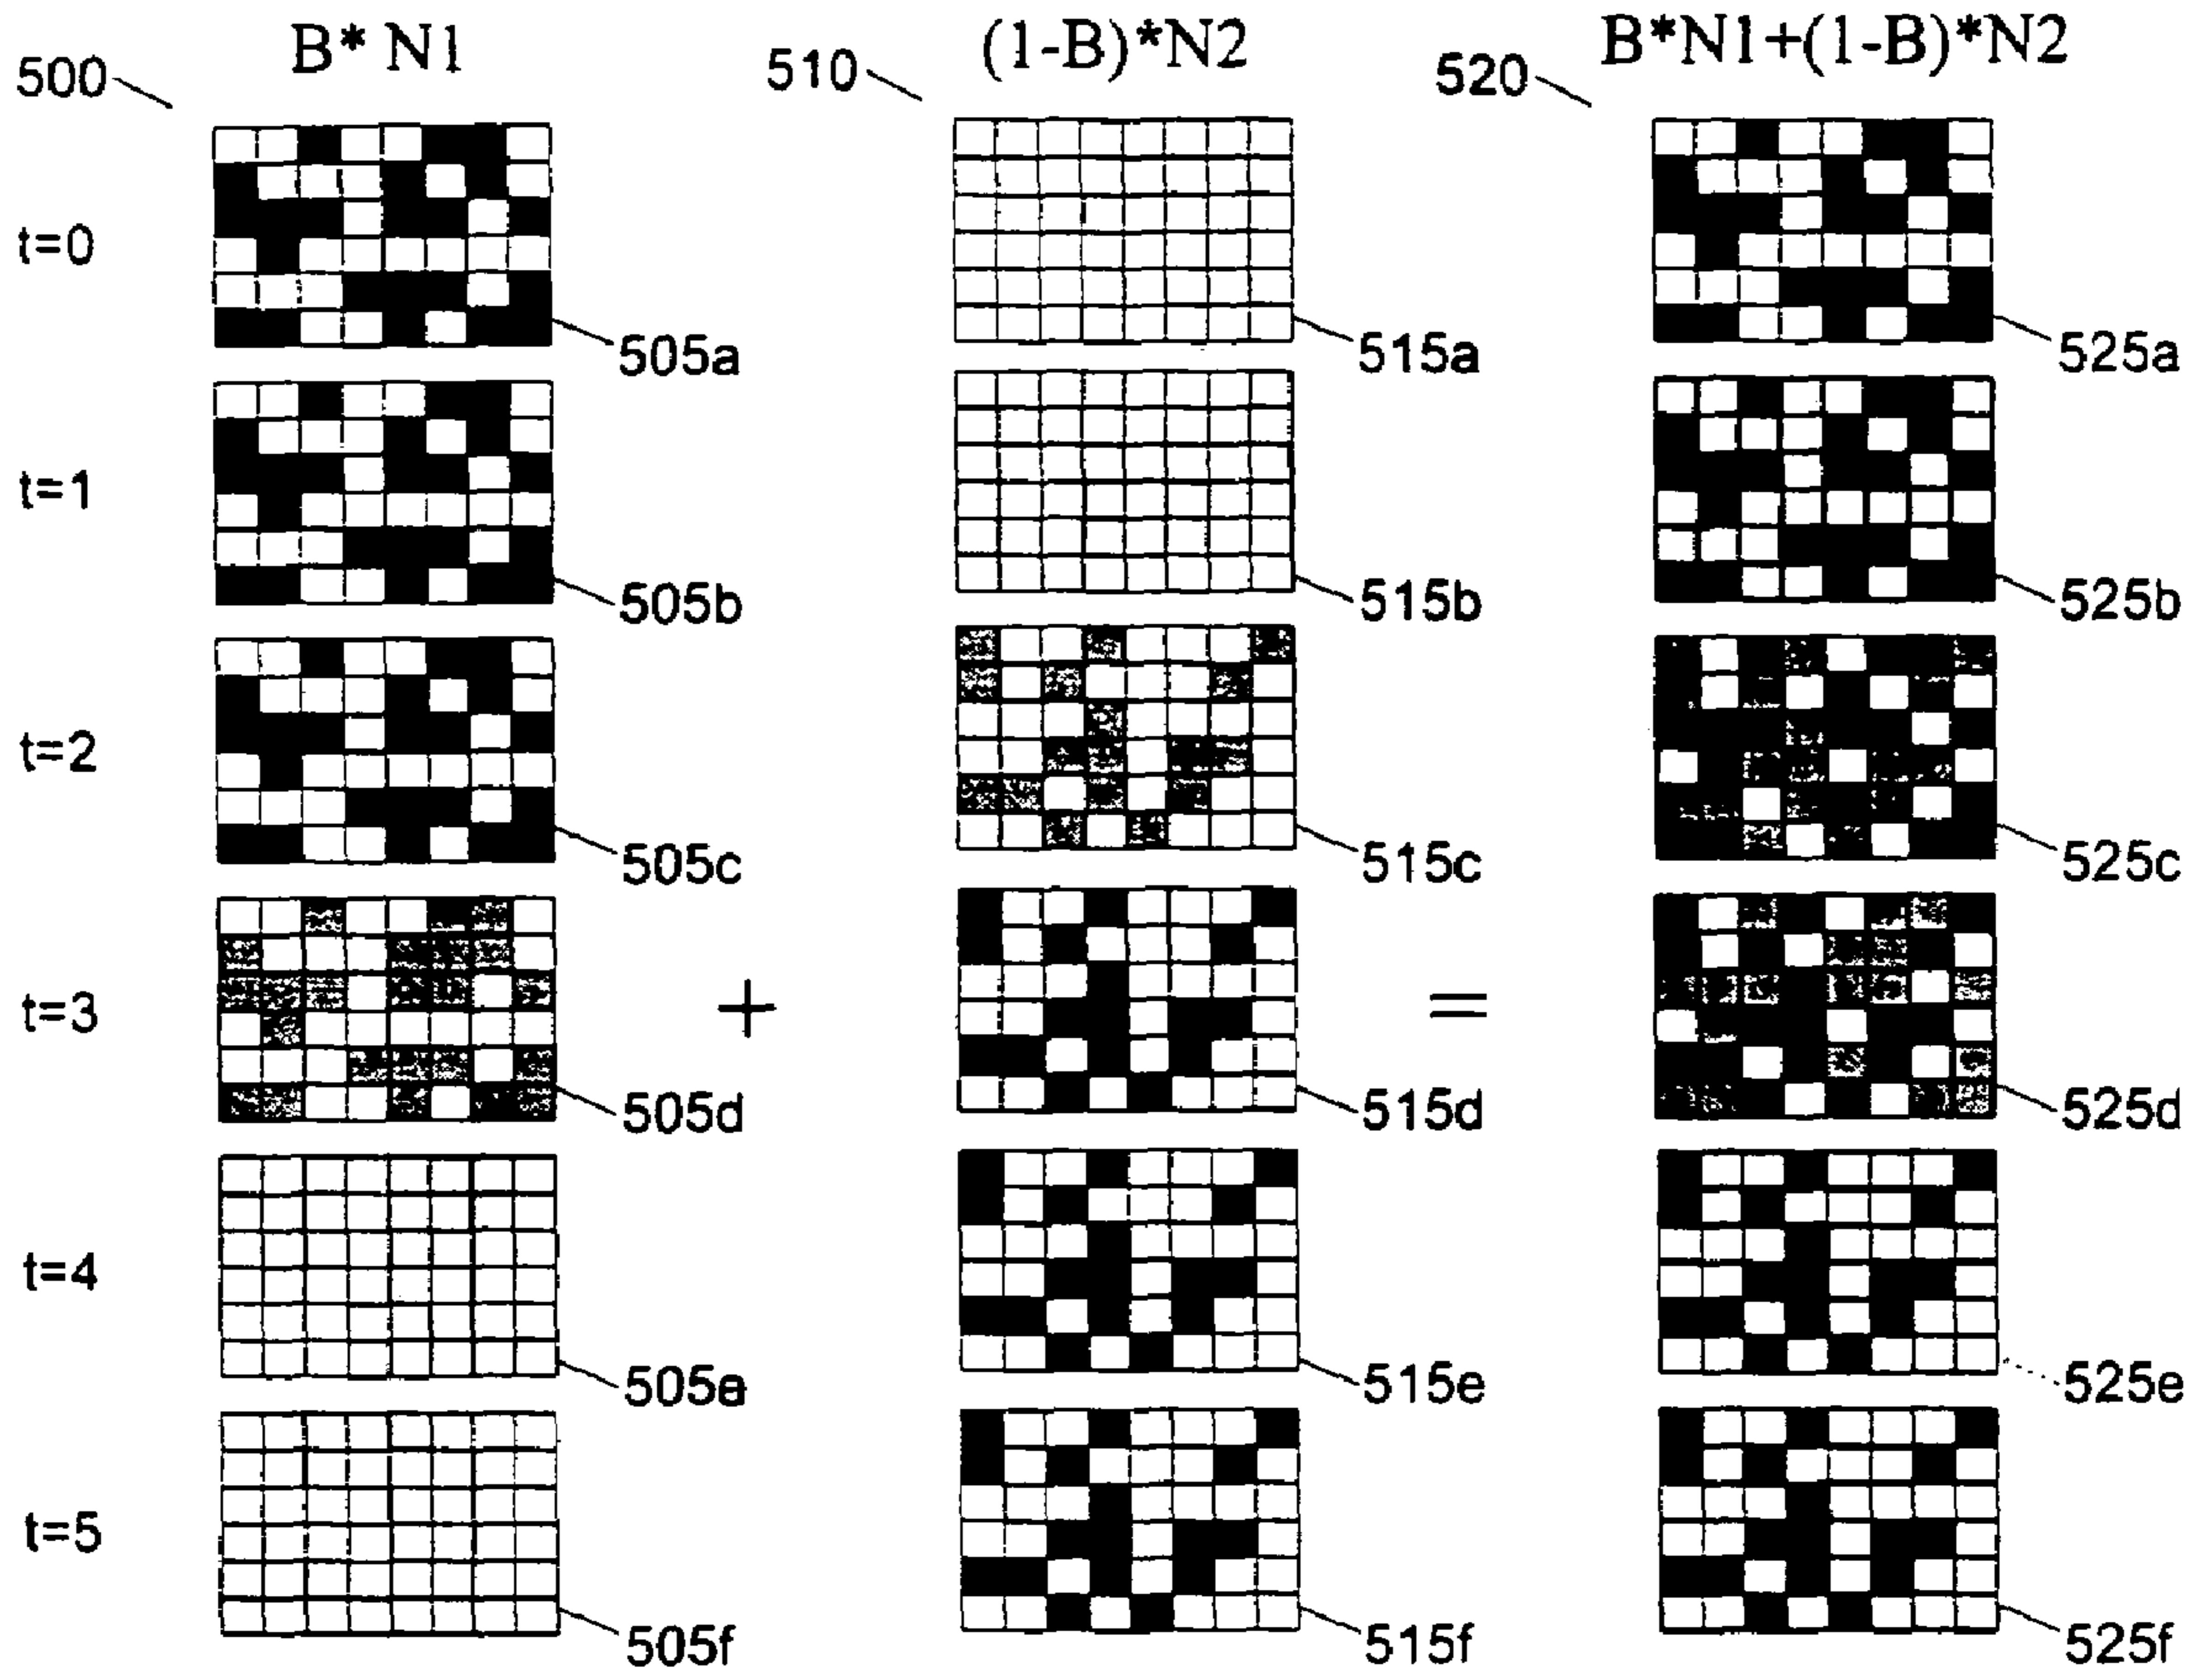 500
B* N1
510
(1-B)*N2
520
B*N1+(1-B)*N2
t=0
505a
515a
525a
t=1
505b
515b
525b
t=2
505c
515c
525c
t=3
+
=
505d
515d
525d
t=4
505e
515e
525e
t=5
505f
515f
525f